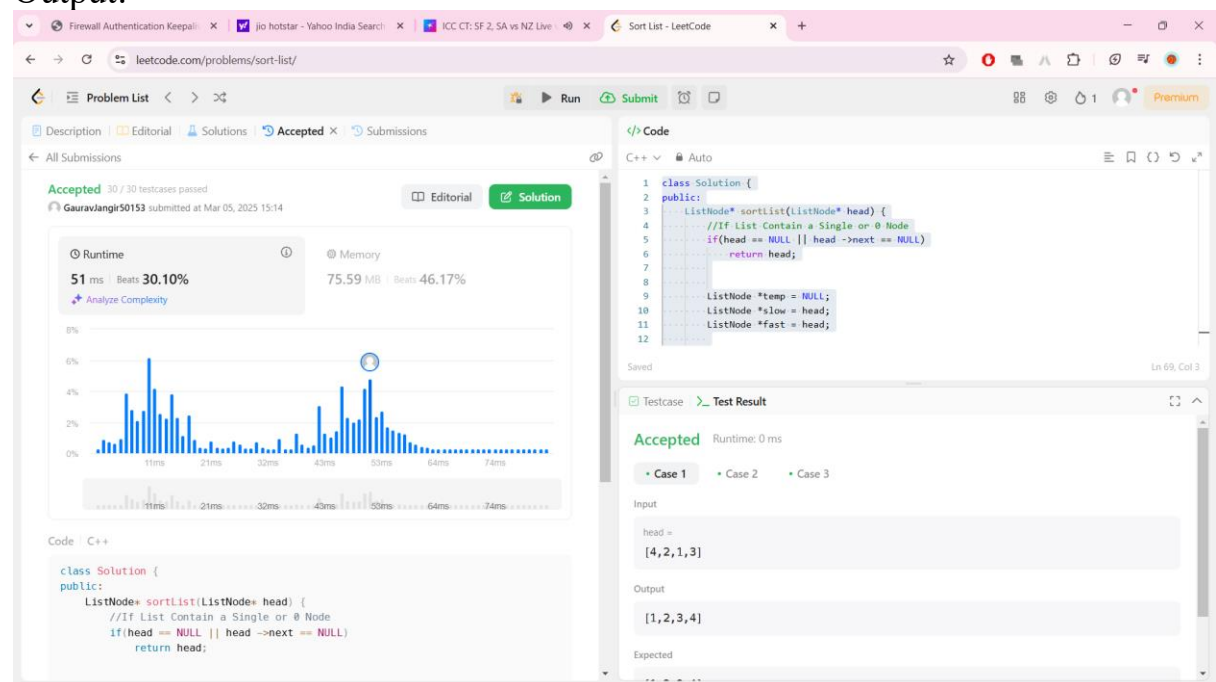 Output:
Firewall Authentication Keepali
jio hotstar - Yahoo India Search
ICC CT: SF 2, SA vs NZ Live
Sort List - LeetCode
leetcode.com/problems/sort-list/
Problem List
Run
Submit
1
Premium
Description
Editorial
Solutions
Accepted
Submissions
All Submissions
Accepted 30 / 30 testcases passed
GauravJangir50153 submitted at Mar 05, 2025 15:14
Editorial
Solution
Runtime
51 ms Beats 30.10%
Analyze Complexity
Memory
75.59 MB Beats 46.17%
8%
6%
4%
2%
0%
11ms 21ms 32ms 43ms 53ms 64ms 74ms
11ms 21ms 32ms 43ms 53ms 64ms 74ms
Code C++
class Solution {
public:
ListNode* sortList(ListNode* head) {
//If List Contain a Single or 0 Node
if(head == NULL || head ->next == NULL)
return head;
</> Code
C++ Auto
1 class Solution {
2 public:
3 ListNode* sortList(ListNode* head) {
4 //If List Contain a Single or 0 Node
5 if(head == NULL || head ->next == NULL)
6 return head;
7
8
9 ListNode *temp = NULL;
10 ListNode *slow = head;
11 ListNode *fast = head;
12
Saved
Ln 69, Col 3
Testcase
>_ Test Result
Accepted Runtime: 0 ms
• Case 1 • Case 2 • Case 3
Input
head =
[4,2,1,3]
Output
[1,2,3,4]
Expected